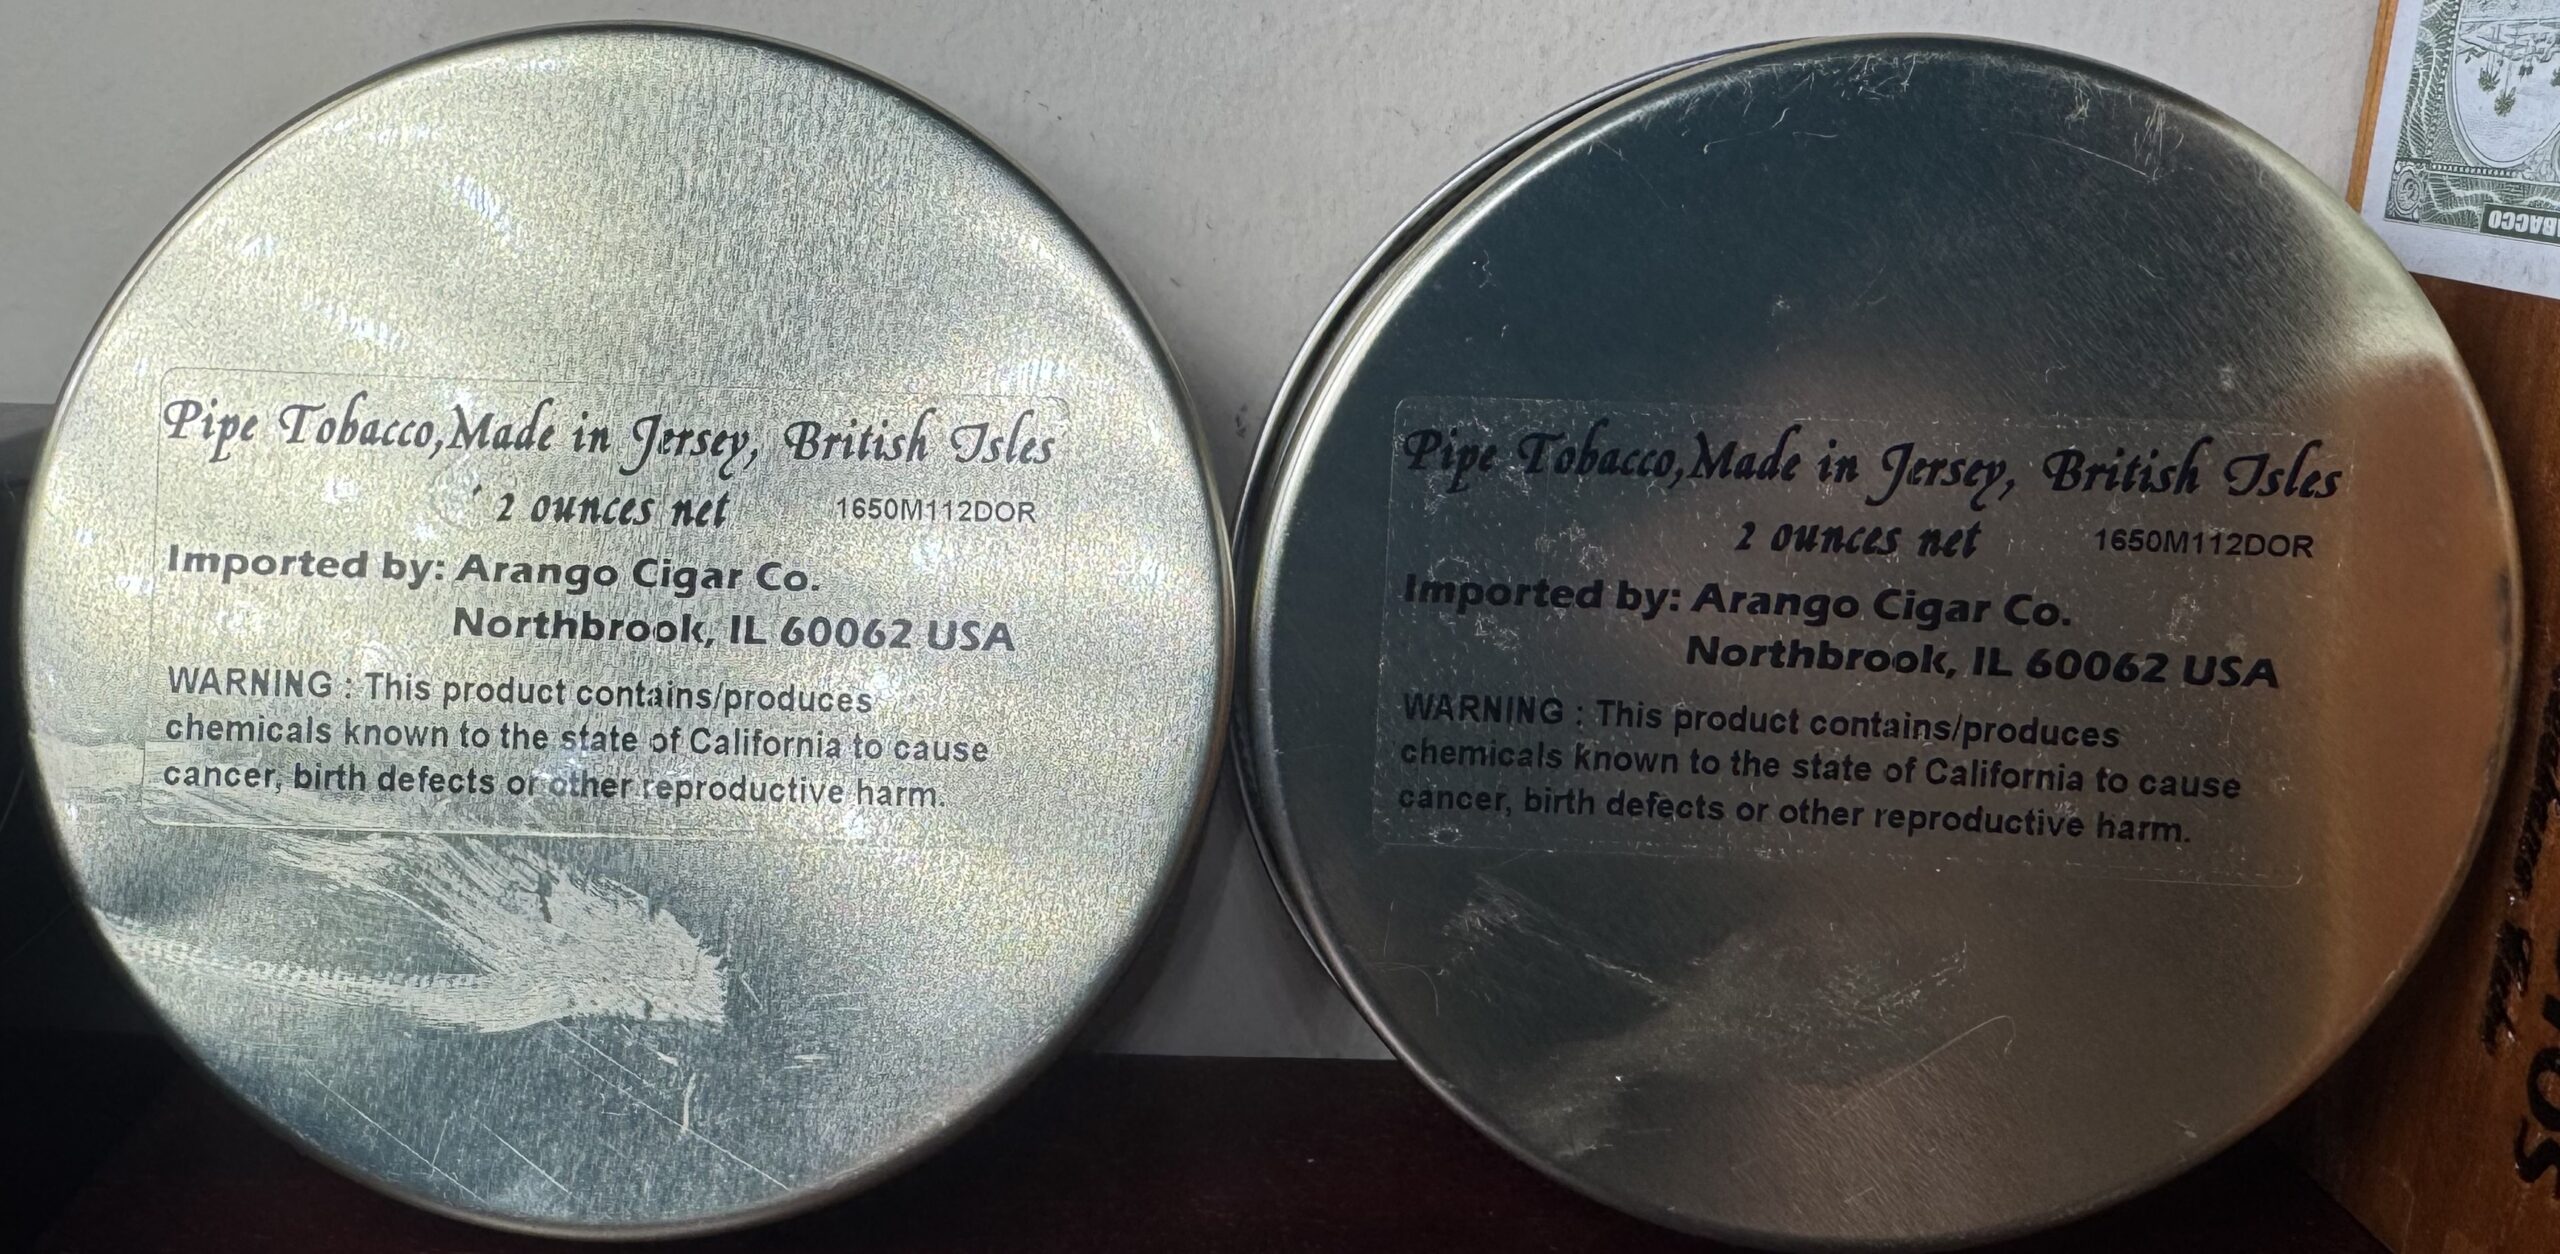 Pipe Tobacco,Made in Jersey, British Isles
2 ounces net 1650M112DOR
Imported by: Arango Cigar Co.
Northbrook, IL 60062 USA
WARNING : This product contains/produces
chemicals known to the state of California to cause
cancer, birth defects or other reproductive harm.
Pipe Tobacco,Made in Jersey, British Isles
2 ounces net 1650M112DOR
Imported by: Arango Cigar Co.
Northbrook, IL 60062 USA
WARNING : This product contains/produces
chemicals known to the state of California to cause
cancer, birth defects or other reproductive harm.